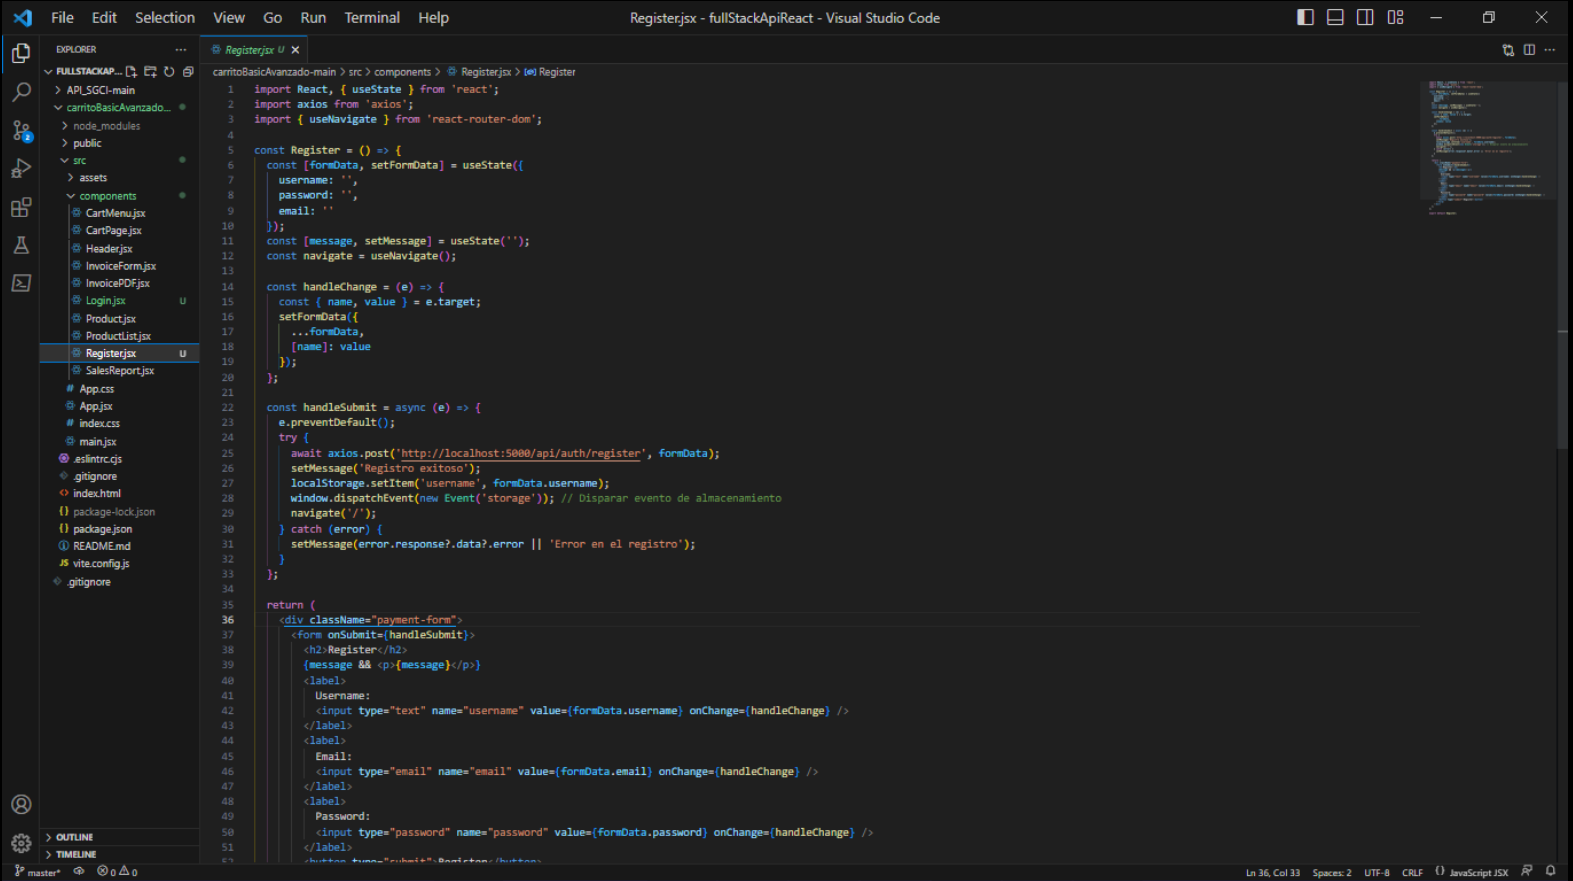 File Edit Selection View Go Run Terminal Help
Register.jsx - fullStackApiReact - Visual Studio Code
EXPLORER
FULLSTACKAP...
API_SGCI-main
carritoBasicAvanzado...
node_modules
public
src
assets
components
CartMenu.jsx
CartPage.jsx
Header.jsx
InvoiceForm.jsx
InvoicePDF.jsx
Login.jsx U
Product.jsx
ProductList.jsx
Register.jsx U
SalesReport.jsx
# App.css
App.jsx
# index.css
main.jsx
.eslintrc.cjs
.gitignore
<> index.html
{} package-lock.json
{} package.json
README.md
JS vite.config.js
.gitignore
OUTLINE
TIMELINE
Register.jsx U
carritoBasicAvanzado-main > src > components > Register.jsx > Register
1 import React, { useState } from 'react';
2 import axios from 'axios';
3 import { useNavigate } from 'react-router-dom';
4
5 const Register = () => {
6 const [formData, setFormData] = useState({
7 username: '',
8 password: '',
9 email: ''
10 });
11 const [message, setMessage] = useState('');
12 const navigate = useNavigate();
13
14 const handleChange = (e) => {
15 const { name, value } = e.target;
16 setFormData({
17 ...formData,
18 [name]: value
19 });
20 };
21
22 const handleSubmit = async (e) => {
23 e.preventDefault();
24 try {
25 await axios.post('http://localhost:5000/api/auth/register', formData);
26 setMessage('Registro exitoso');
27 localStorage.setItem('username', formData.username);
28 window.dispatchEvent(new Event('storage')); // Disparar evento de almacenamiento
29 navigate('/');
30 } catch (error) {
31 setMessage(error.response?.data?.error || 'Error en el registro');
32 }
33 };
34
35 return (
36 <div className="payment-form">
37 <form onSubmit={handleSubmit}>
38 <h2>Register</h2>
39 {message && <p>{message}</p>}
40 <label>
41 Username:
42 <input type="text" name="username" value={formData.username} onChange={handleChange} />
43 </label>
44 <label>
45 Email:
46 <input type="email" name="email" value={formData.email} onChange={handleChange} />
47 </label>
48 <label>
49 Password:
50 <input type="password" name="password" value={formData.password} onChange={handleChange} />
51 </label>
52 <button type="submit">Register</button>
master* 0 0
Ln 36, Col 33 Spaces: 2 UTF-8 CRLF {} JavaScript JSX